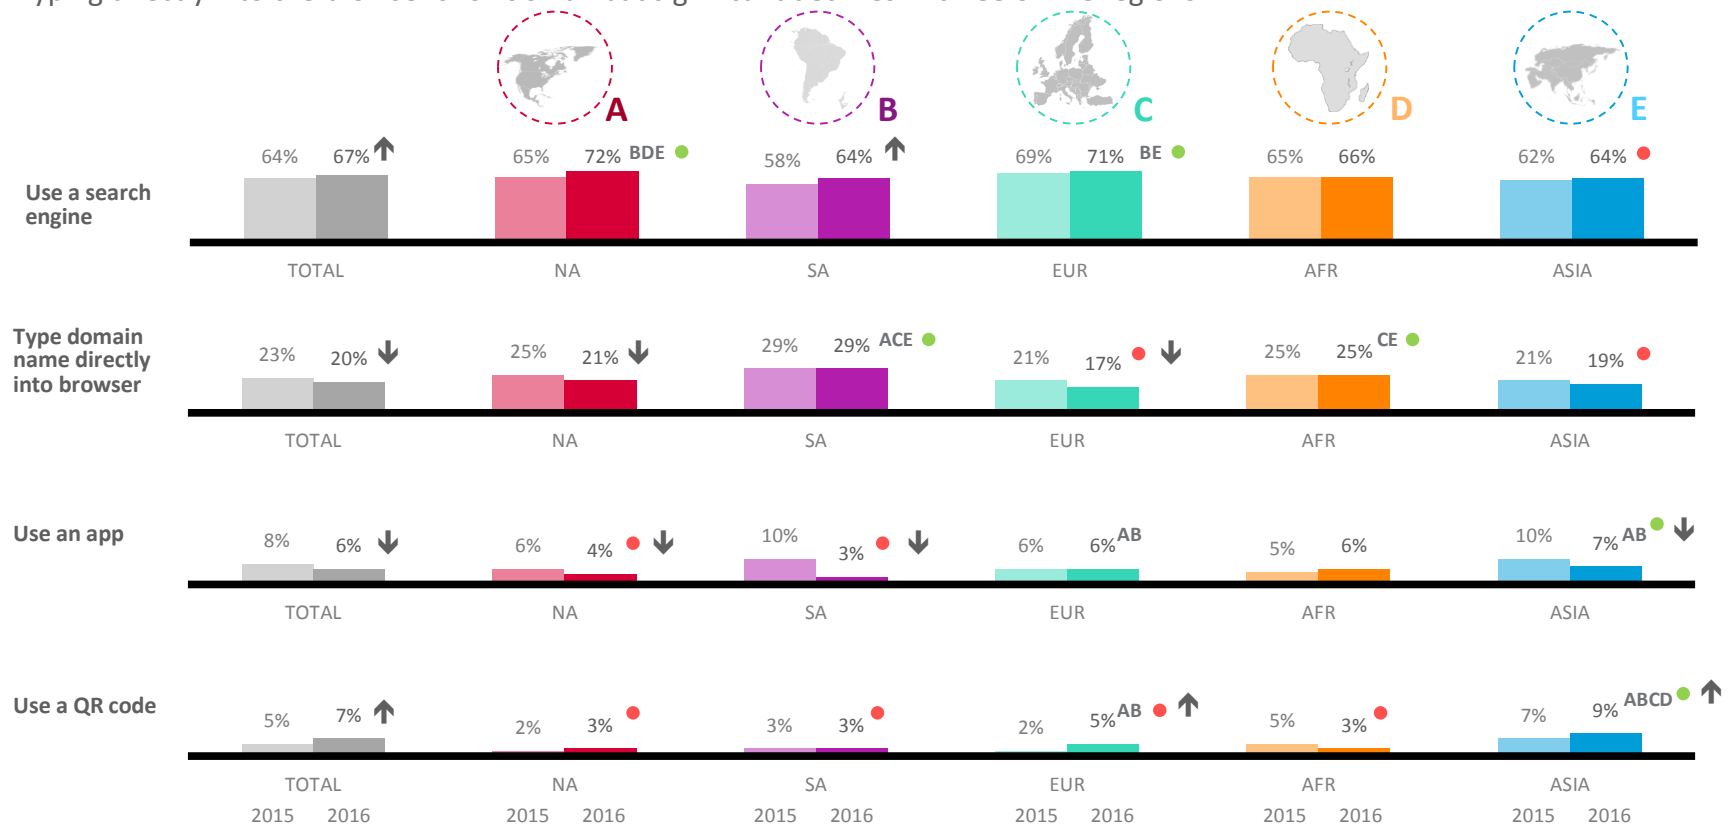 A B C D E
Use a search
engine
64% 67% 65% 72% BDE 58% 64% 69% 71% BE 65% 66% 62% 64%
TOTAL NA SA EUR AFR ASIA
Type domain
name directly
into browser
23% 20% 25% 21% 29% 29% ACE 21% 17% 25% 25% CE 21% 19%
TOTAL NA SA EUR AFR ASIA
Use an app
8% 6% 6% 4% 10% 3% 6% 6% AB 5% 6% 10% 7% AB
TOTAL NA SA EUR AFR ASIA
Use a QR code
5% 7% 2% 3% 3% 3% 2% 5% AB 5% 3% 7% 9% ABCD
TOTAL NA SA EUR AFR ASIA
2015 2016 2015 2016 2015 2016 2015 2016 2015 2016 2015 2016